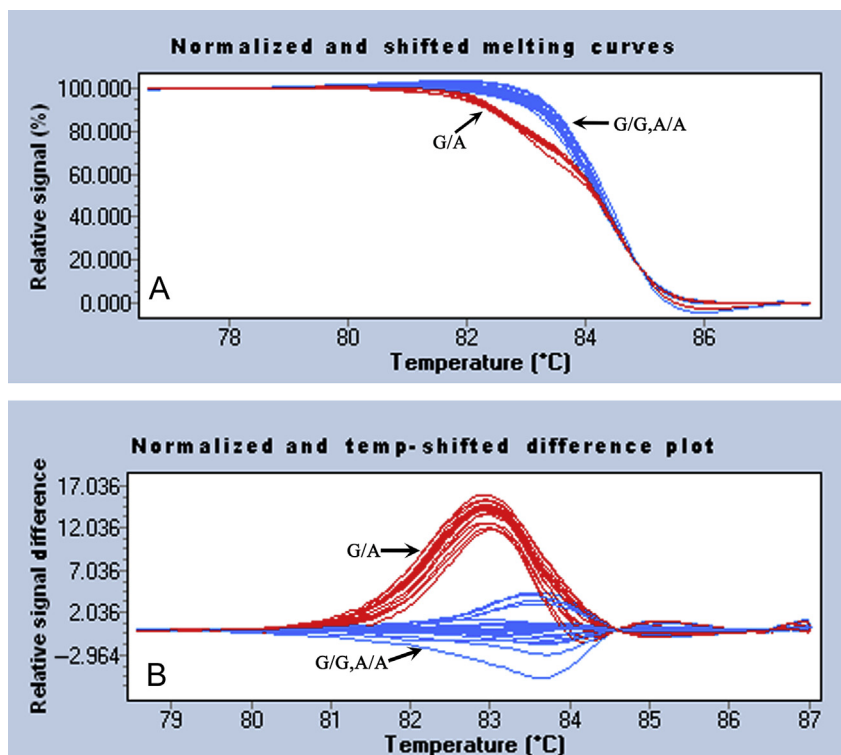 Normalized and shifted melting curves
Relative signal (%)
100.000
80.000
60.000
40.000
20.000
0.000
G/A
G/G,A/A
A
78 80 82 84 86
Temperature (°C)
Normalized and temp-shifted difference plot
Relative signal difference
17.036
12.036
7.036
2.036
−2.964
G/A
G/G,A/A
B
79 80 81 82 83 84 85 86 87
Temperature (°C)